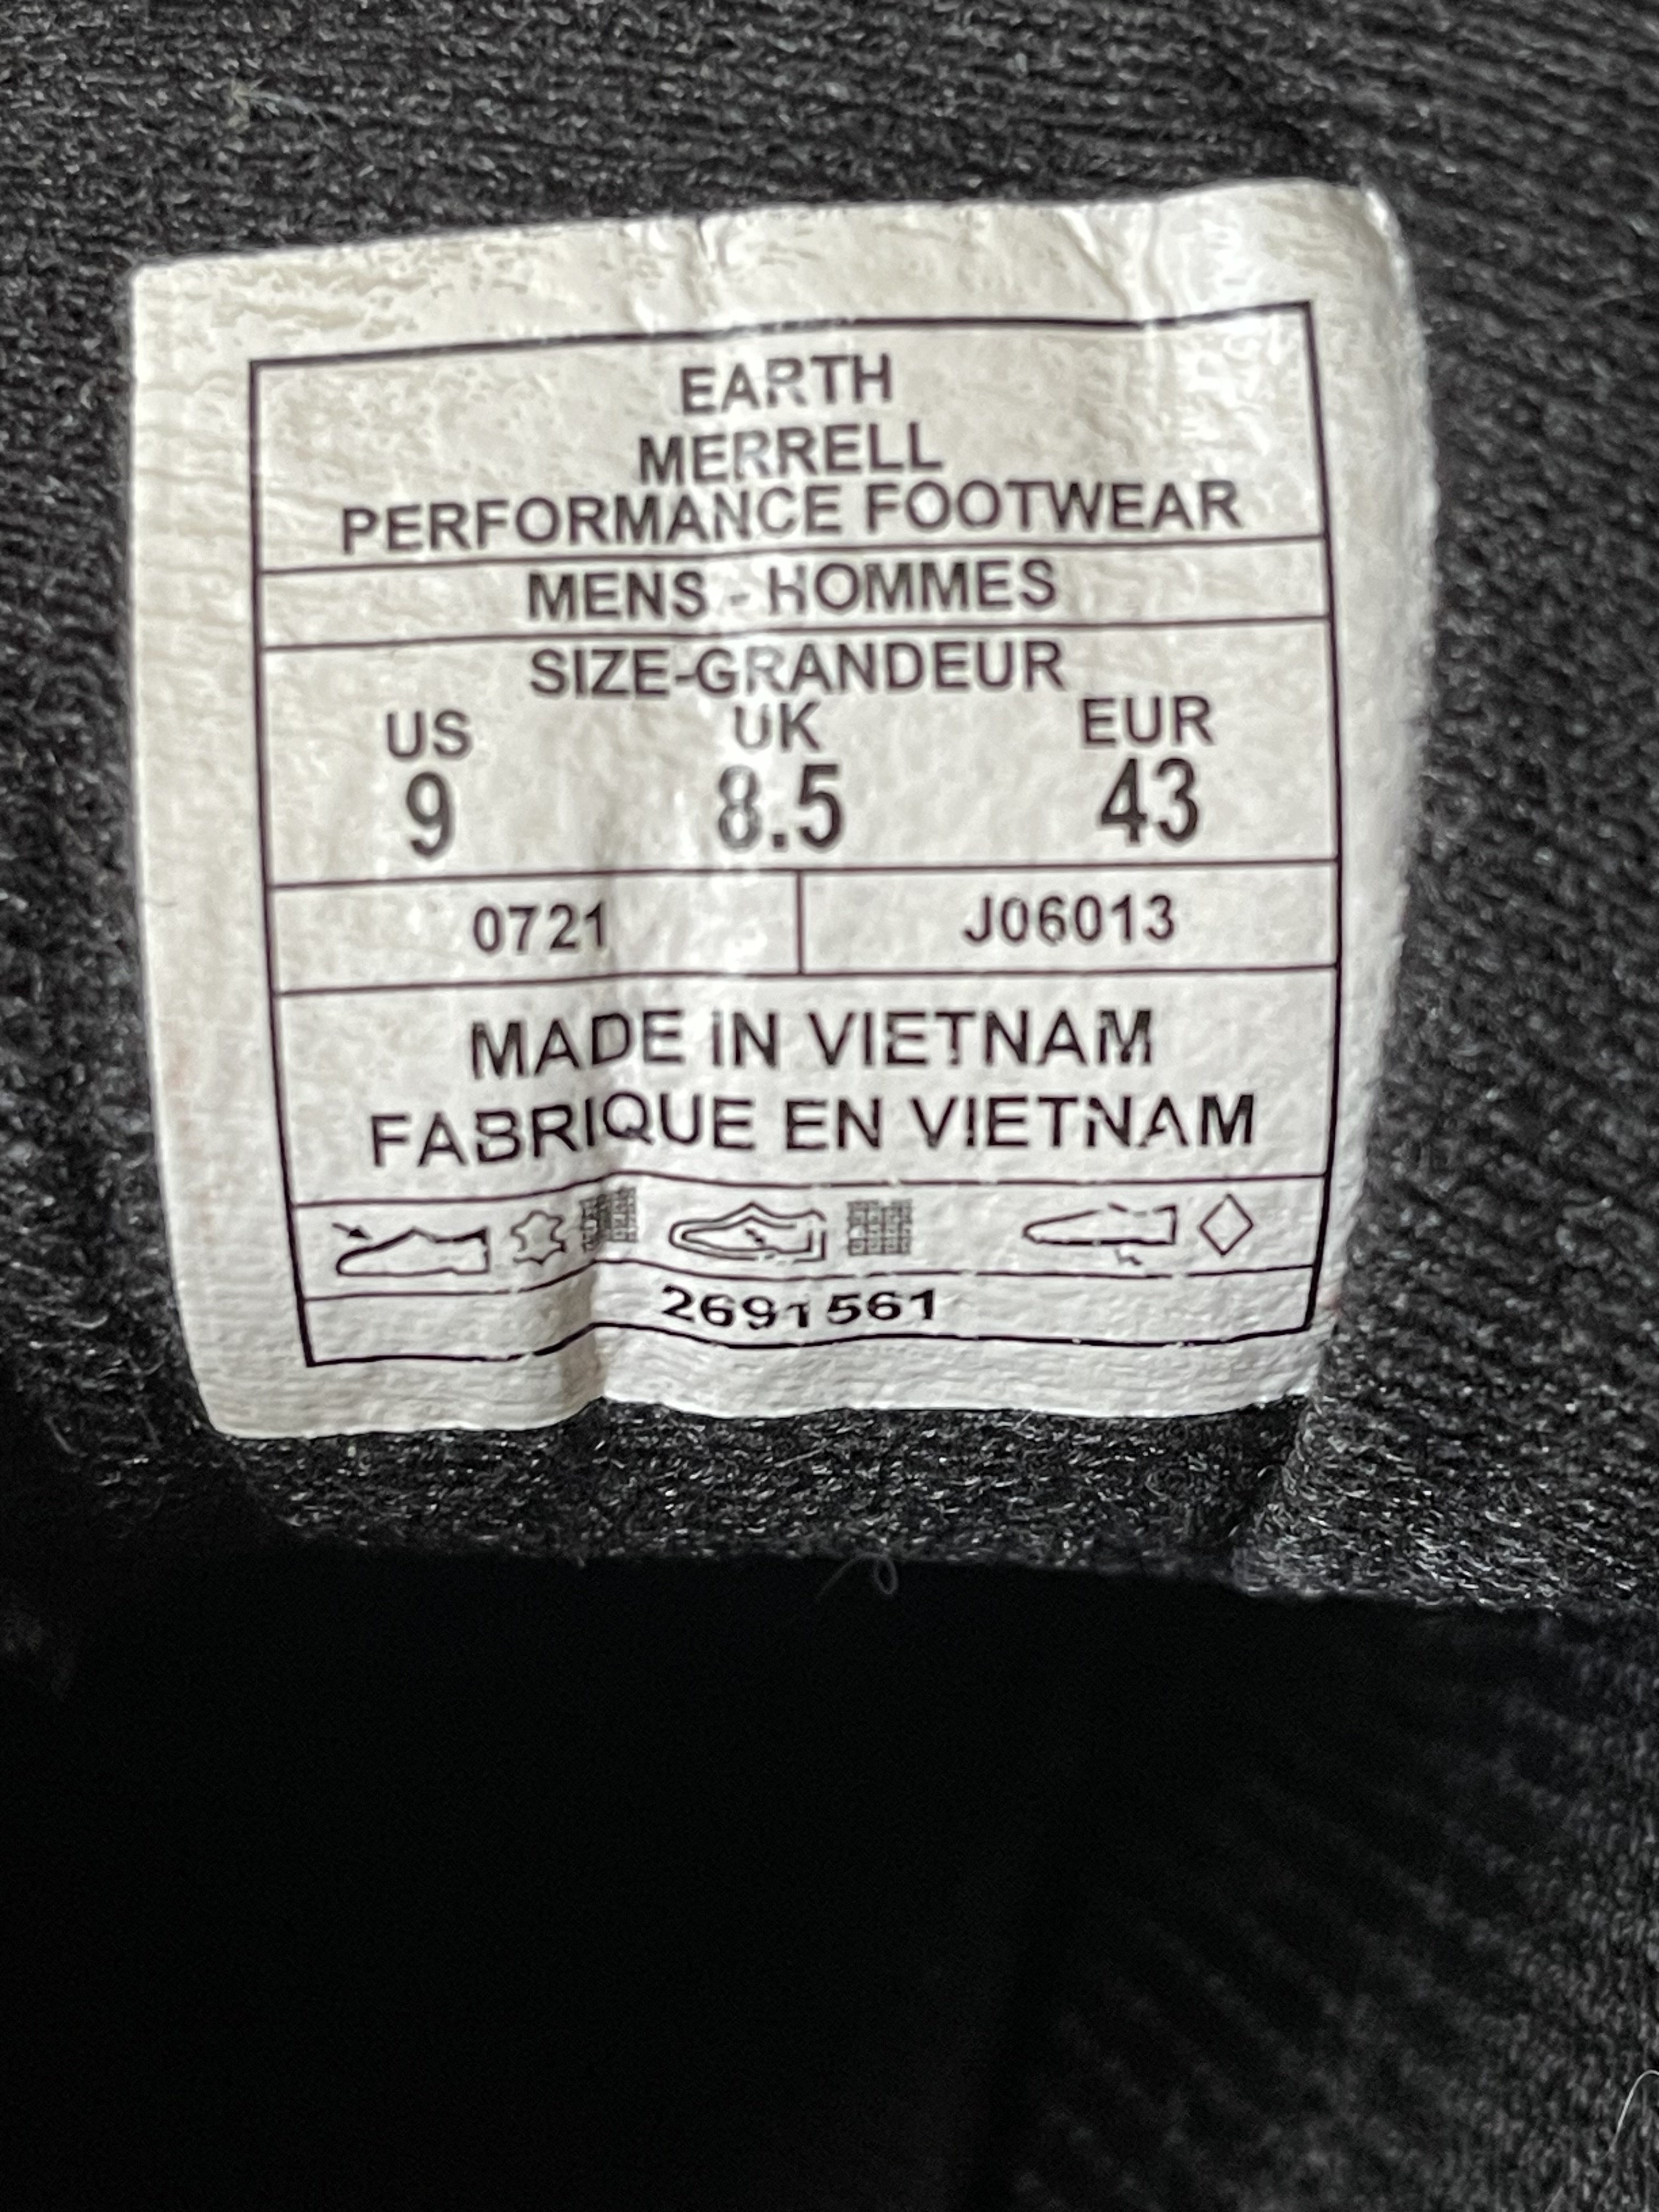 EARTH
MERRELL
PERFORMANCE FOOTWEAR
MENS - HOMMES
SIZE-GRANDEUR
US UK EUR
9 8.5 43
0721 J06013
MADE IN VIETNAM
FABRIQUE EN VIETNAM
2691561